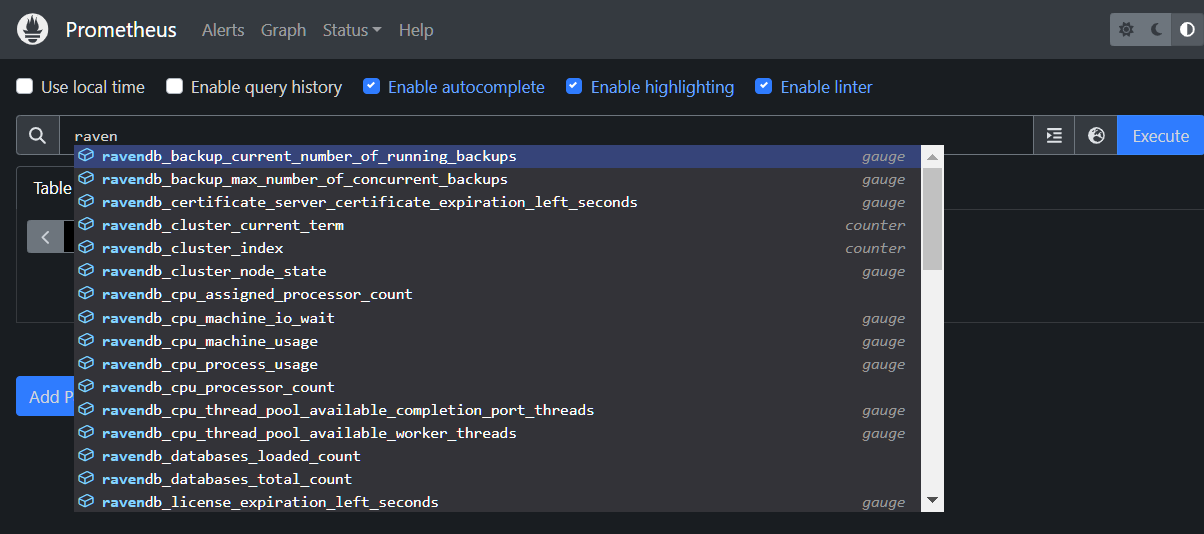 Prometheus Alerts Graph Status Help
Use local time Enable query history Enable autocomplete Enable highlighting Enable linter
raven Execute
ravendb_backup_current_number_of_running_backups gauge
Table ravendb_backup_max_number_of_concurrent_backups gauge
ravendb_certificate_server_certificate_expiration_left_seconds gauge
ravendb_cluster_current_term counter
ravendb_cluster_index counter
ravendb_cluster_node_state gauge
ravendb_cpu_assigned_processor_count
ravendb_cpu_machine_io_wait gauge
ravendb_cpu_machine_usage gauge
ravendb_cpu_process_usage gauge
ravendb_cpu_processor_count
Add P
ravendb_cpu_thread_pool_available_completion_port_threads gauge
ravendb_cpu_thread_pool_available_worker_threads gauge
ravendb_databases_loaded_count
ravendb_databases_total_count
ravendb_license_expiration_left_seconds gauge